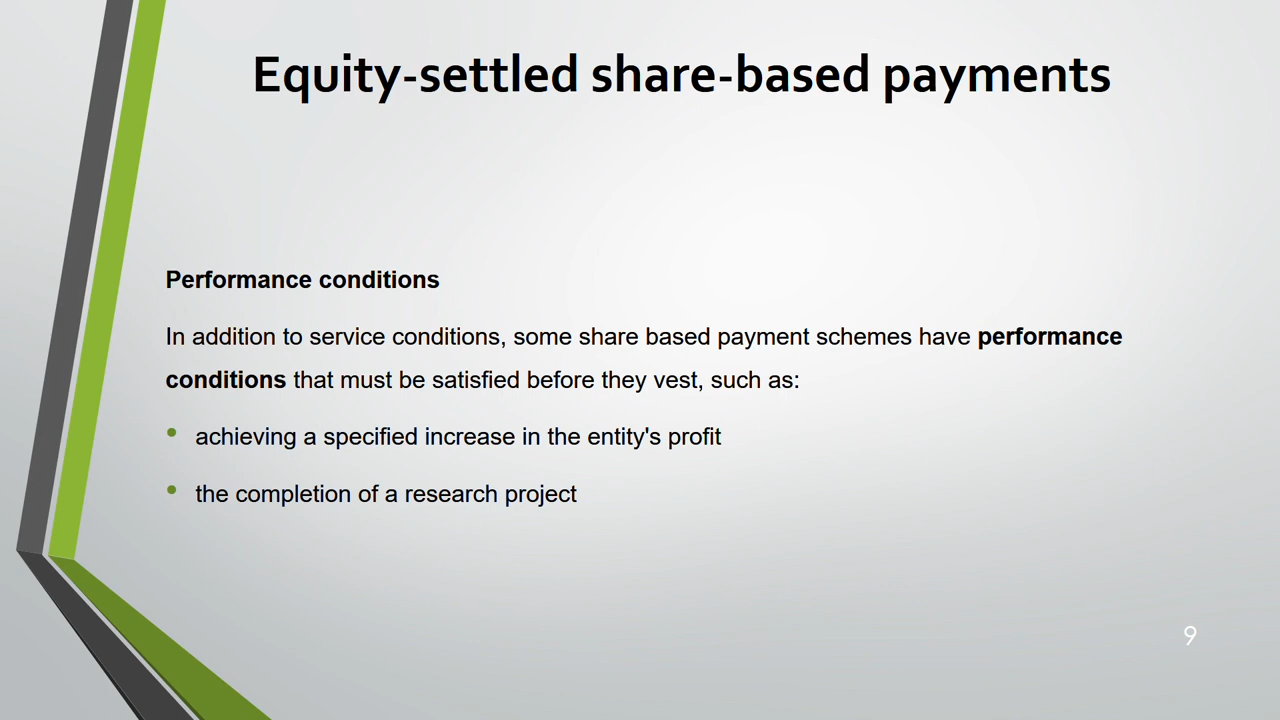 Equity-settled share-based payments
Performance conditions
In addition to service conditions, some share based payment schemes have performance
conditions that must be satisfied before they vest, such as:
• achieving a specified increase in the entity's profit
• the completion of a research project
9